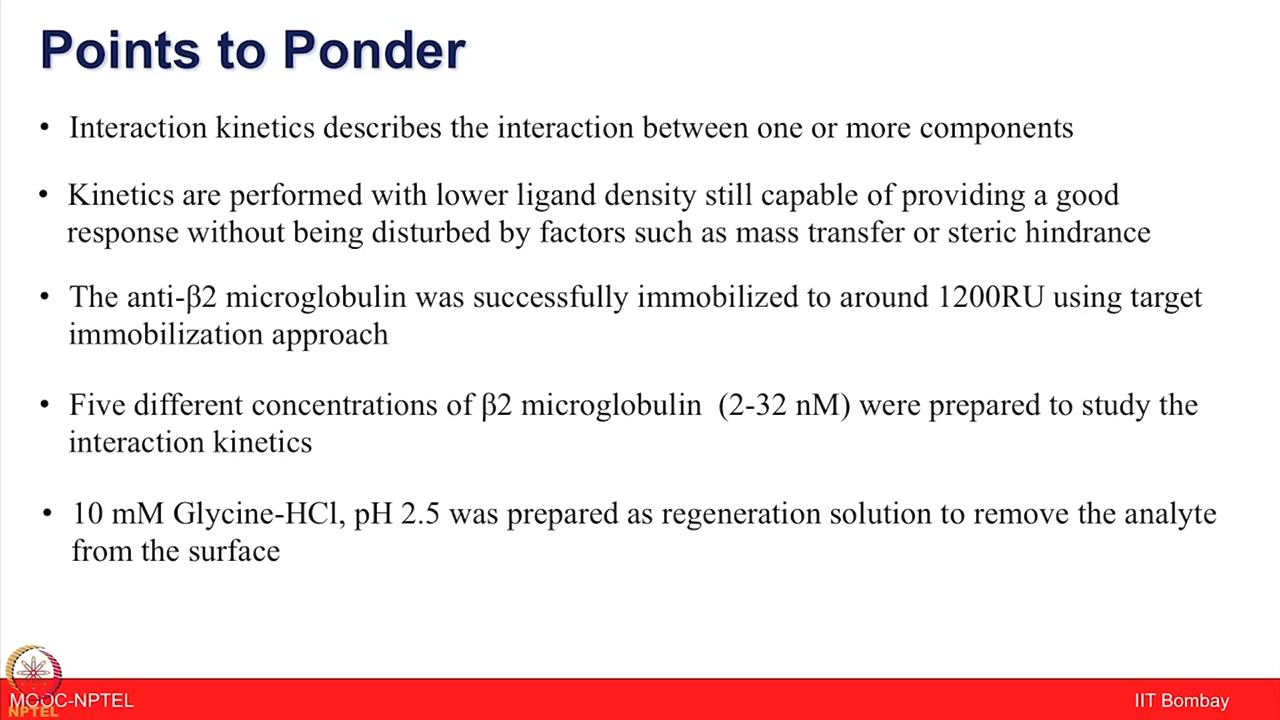 Points to Ponder
• Interaction kinetics describes the interaction between one or more components
• Kinetics are performed with lower ligand density still capable of providing a good
response without being disturbed by factors such as mass transfer or steric hindrance
• The anti-β2 microglobulin was successfully immobilized to around 1200RU using target
immobilization approach
• Five different concentrations of β2 microglobulin (2-32 nM) were prepared to study the
interaction kinetics
• 10 mM Glycine-HCl, pH 2.5 was prepared as regeneration solution to remove the analyte
from the surface
MOOC-NPTEL
NPTEL
IIT Bombay